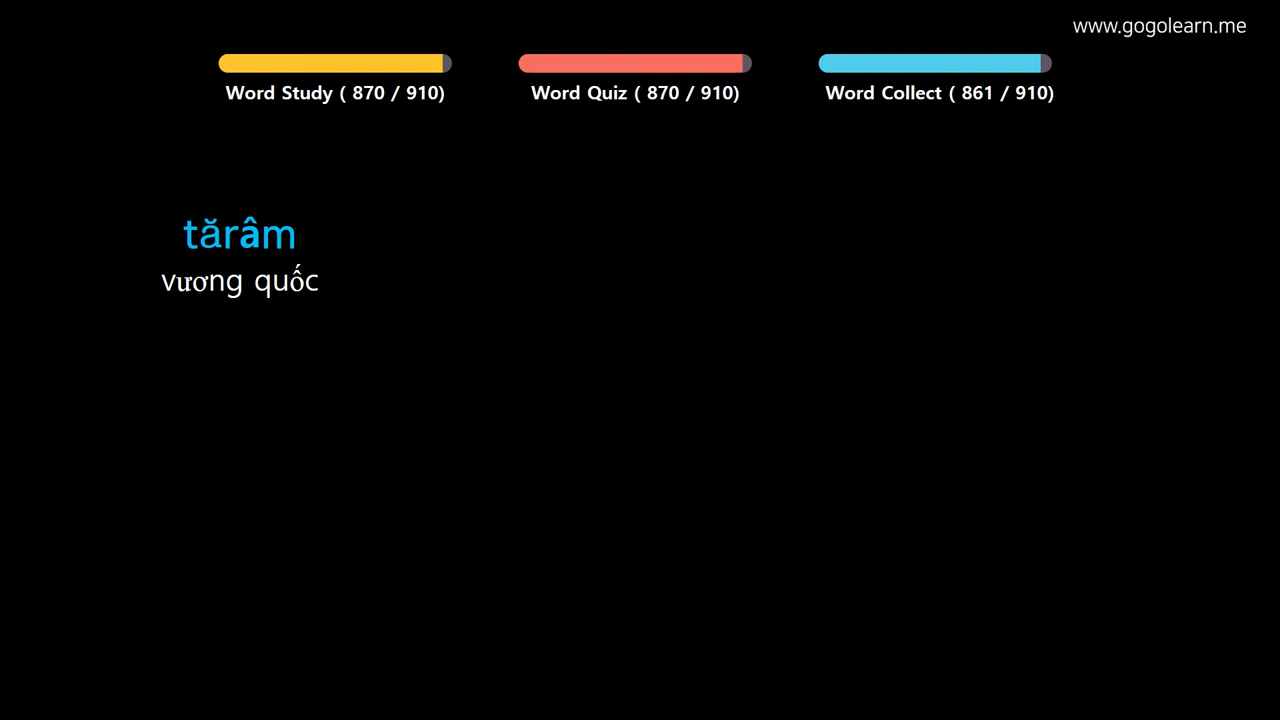 www.gogolearn.me
Word Study ( 870 / 910)
Word Quiz ( 870 / 910)
Word Collect ( 861 / 910)
tărâm
vương quốc